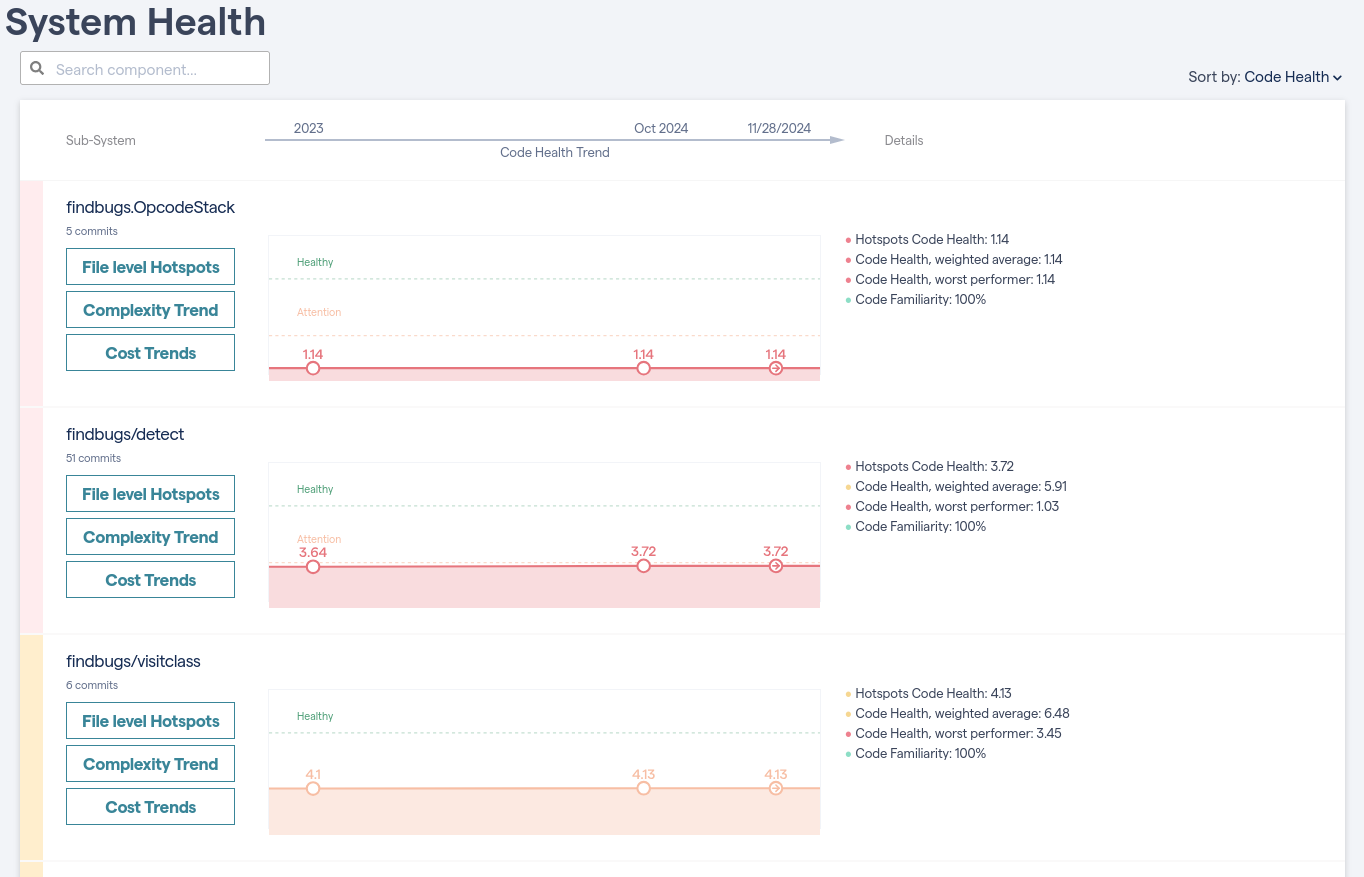 System Health
Search component...
Sort by: Code Health
Sub-System
2023 Oct 2024 11/28/2024
Code Health Trend
Details
findbugs.OpcodeStack
5 commits
File level Hotspots
Complexity Trend
Cost Trends
Healthy
Attention
1.14 1.14 1.14
Hotspots Code Health: 1.14
Code Health, weighted average: 1.14
Code Health, worst performer: 1.14
Code Familiarity: 100%
findbugs/detect
51 commits
File level Hotspots
Complexity Trend
Cost Trends
Healthy
Attention
3.64 3.72 3.72
Hotspots Code Health: 3.72
Code Health, weighted average: 5.91
Code Health, worst performer: 1.03
Code Familiarity: 100%
findbugs/visitclass
6 commits
File level Hotspots
Complexity Trend
Cost Trends
Healthy
4.1 4.13 4.13
Hotspots Code Health: 4.13
Code Health, weighted average: 6.48
Code Health, worst performer: 3.45
Code Familiarity: 100%